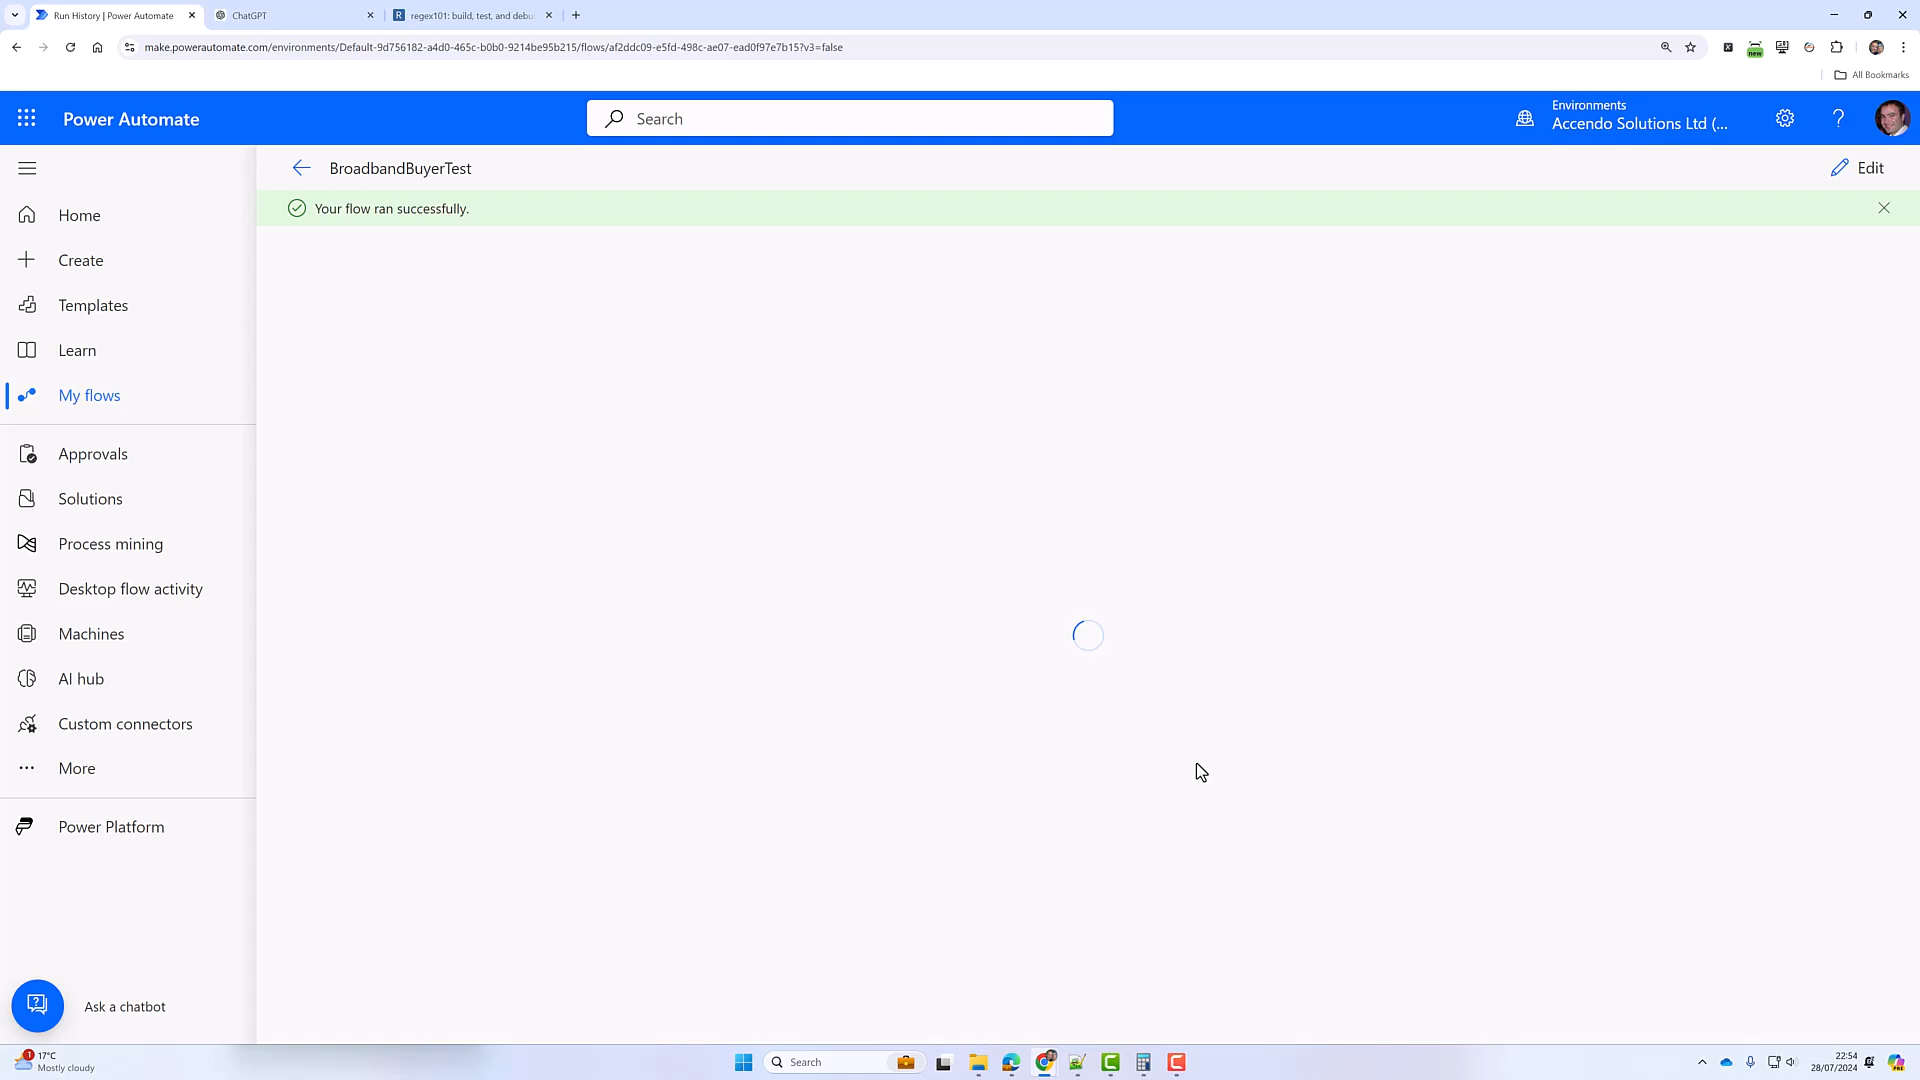 Run History | Power Automate
ChatGPT
regex101: build, test, and debu
make.powerautomate.com/environments/Default-9d756182-a4d0-465c-b0b0-9214be95b215/flows/af2ddc09-e5fd-498c-ae07-ead0f97e7b15?v3=false
new
All Bookmarks
Power Automate
Search
Environments
Accendo Solutions Ltd (...
BroadbandBuyerTest
Edit
Your flow ran successfully.
Home
Create
Templates
Learn
My flows
Approvals
Solutions
Process mining
Desktop flow activity
Machines
AI hub
Custom connectors
More
Power Platform
Ask a chatbot
1
17°C
Mostly cloudy
Search
22:54
28/07/2024
PRE